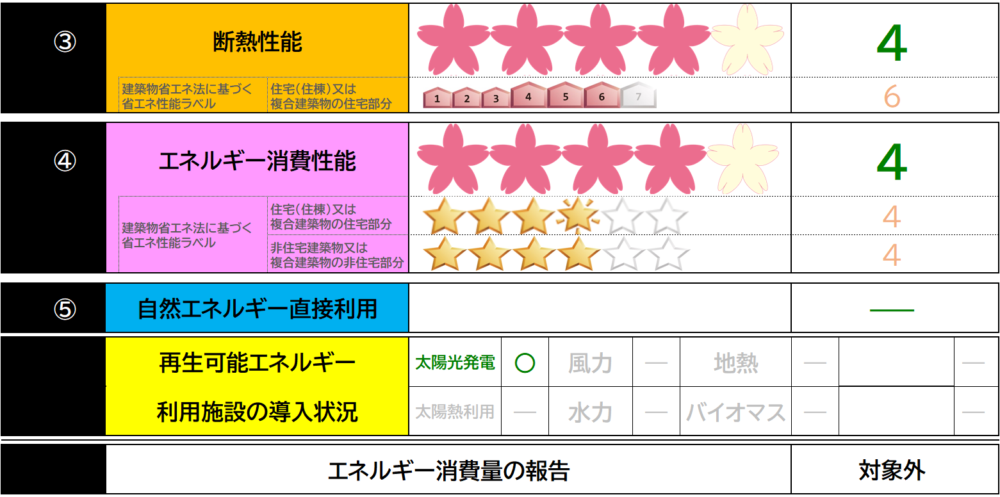 ③
断熱性能
4
建築物省エネ法に基づく
省エネ性能ラベル
住宅(住棟)又は
複合建築物の住宅部分
1 2 3 4 5 6 7
6
④
エネルギー消費性能
4
建築物省エネ法に基づく
省エネ性能ラベル
住宅(住棟)又は
複合建築物の住宅部分
4
非住宅建築物又は
複合建築物の非住宅部分
4
⑤
自然エネルギー直接利用
―
再生可能エネルギー
利用施設の導入状況
太陽光発電 〇 風力 ― 地熱 ― ―
太陽熱利用 ― 水力 ― バイオマス ― ―
エネルギー消費量の報告
対象外